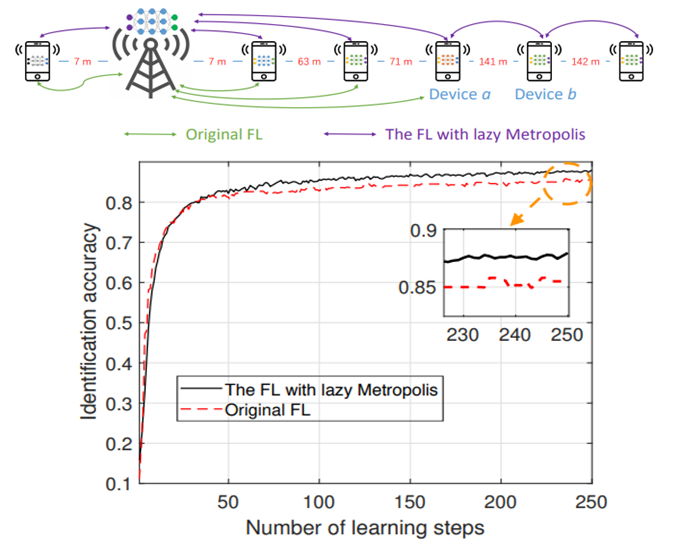 7 m 7 m 63 m 71 m 141 m 142 m
Device a Device b
Original FL The FL with lazy Metropolis
Identification accuracy
0.8
0.7
0.6
0.5
0.4
0.3
0.2
0.1
0.9
0.85
230 240 250
The FL with lazy Metropolis
Original FL
50 100 150 200 250
Number of learning steps